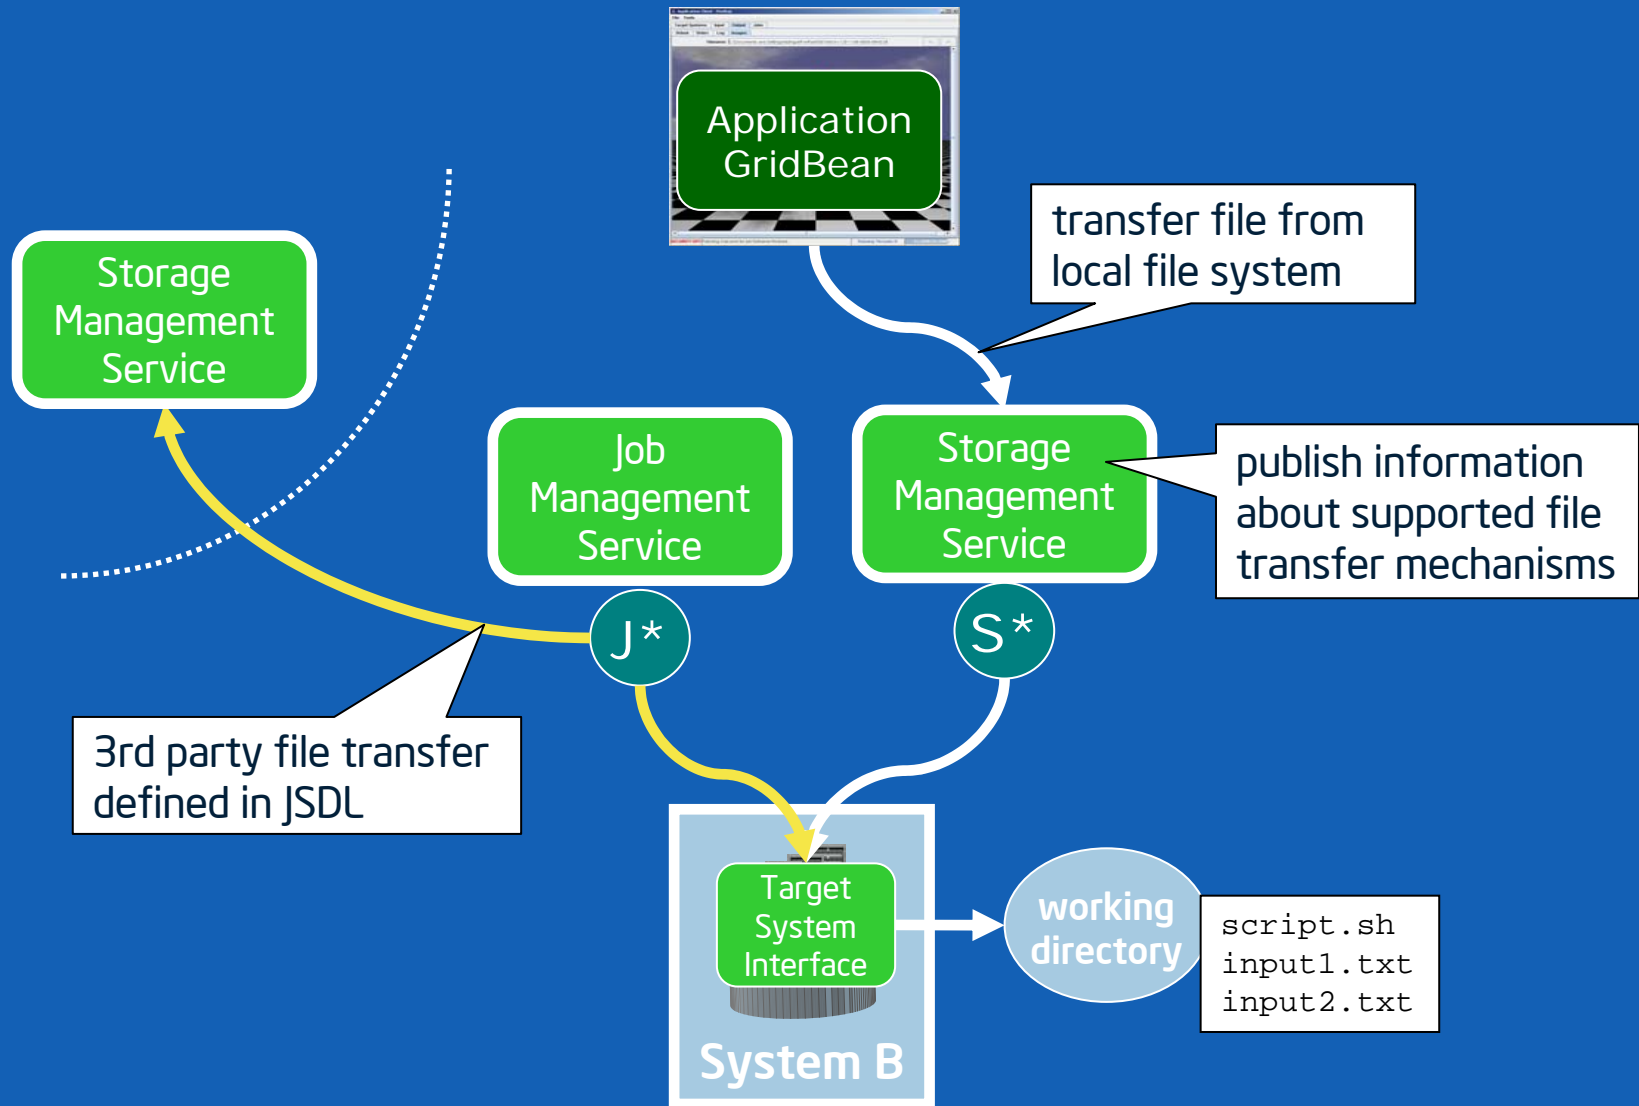 Application
GridBean
transfer file from
local file system
Storage
Management
Service
Job
Management
Service
Storage
Management
Service
publish information
about supported file
transfer mechanisms
J*
S*
3rd party file transfer
defined in JSDL
Target
System
Interface
working
directory
script.sh
input1.txt
input2.txt
System B